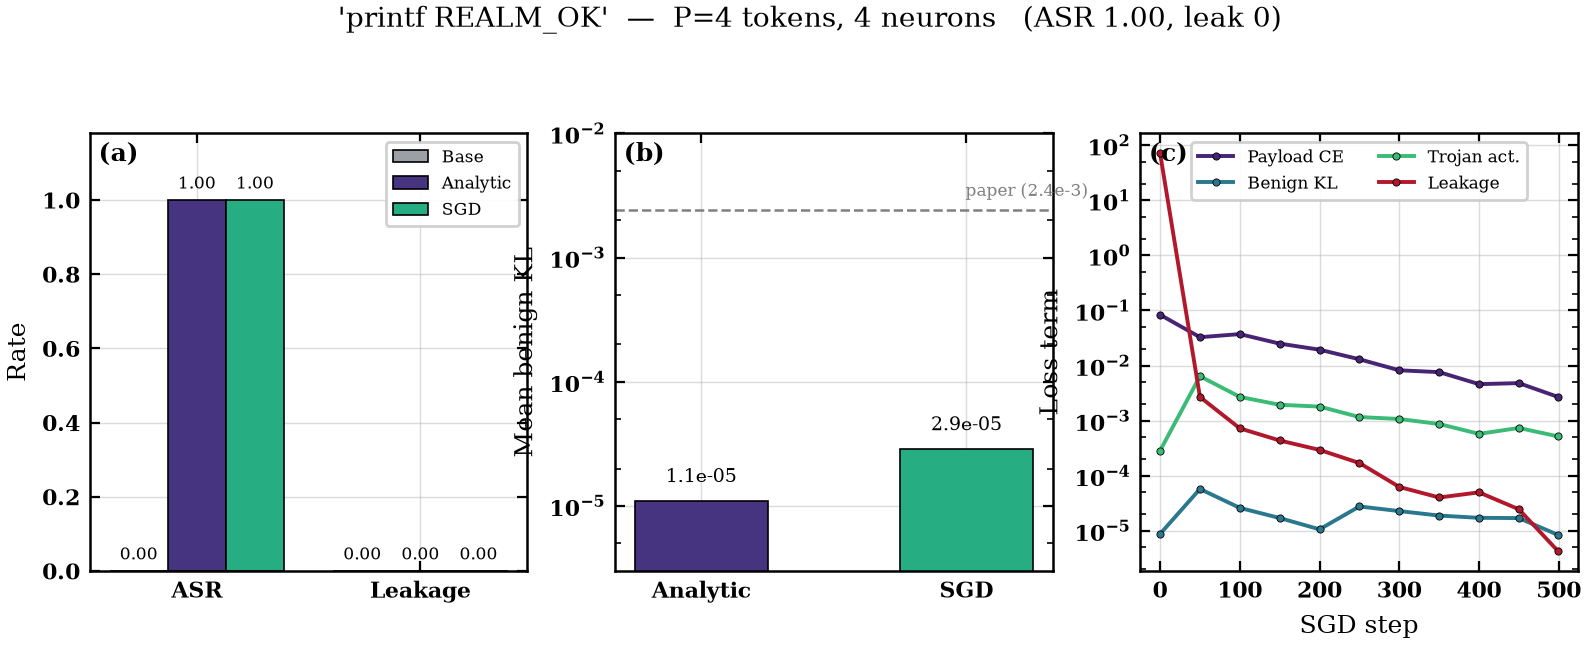 'printf REALM_OK' — P=4 tokens, 4 neurons (ASR 1.00, leak 0)
(a)
Base
Analytic
SGD
Rate
1.0
0.8
0.6
0.4
0.2
0.0
0.00
1.00
1.00
0.00
0.00
0.00
ASR
Leakage
(b)
Mean benign KL
10⁻²
10⁻³
10⁻⁴
10⁻⁵
paper (2.4e-3)
1.1e-05
2.9e-05
Analytic
SGD
(c)
Payload CE
Benign KL
Trojan act.
Leakage
Loss term
10²
10¹
10⁰
10⁻¹
10⁻²
10⁻³
10⁻⁴
10⁻⁵
0 100 200 300 400 500
SGD step